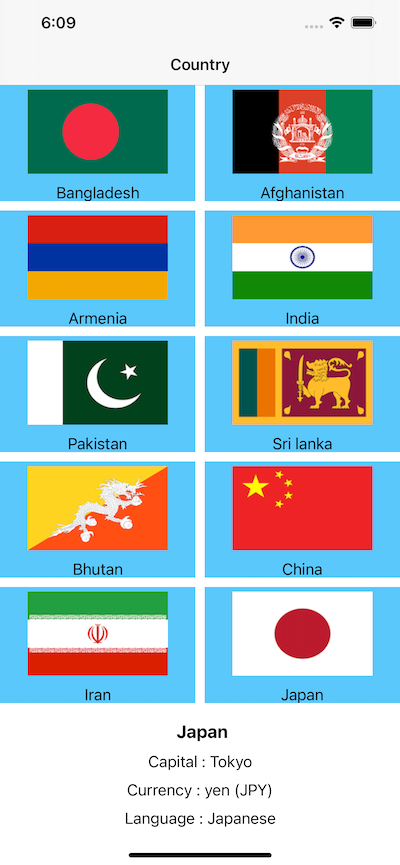 6:09
Country
Bangladesh
Afghanistan
Armenia
India
Pakistan
Sri lanka
Bhutan
China
Iran
Japan
Japan
Capital : Tokyo
Currency : yen (JPY)
Language : Japanese